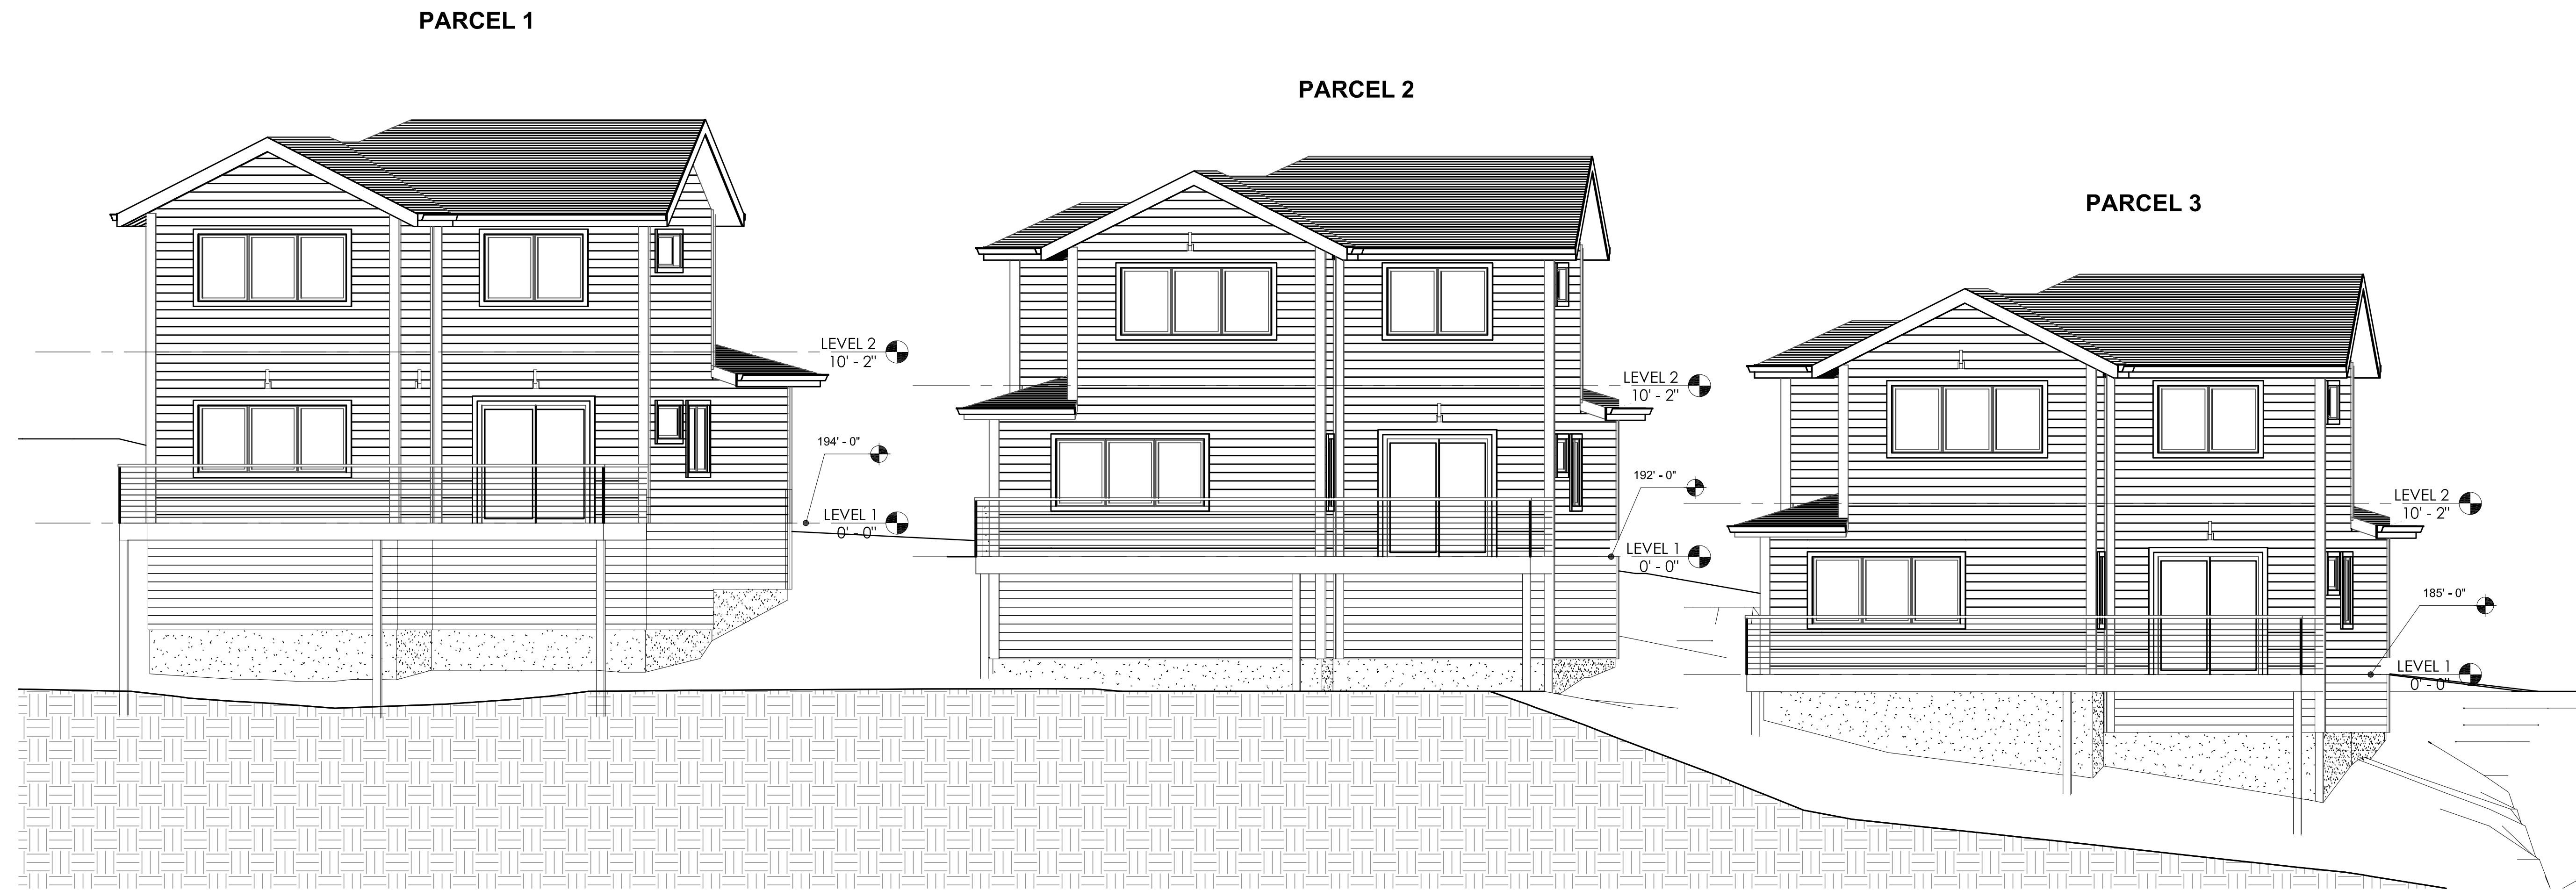 PARCEL 1
LEVEL 2
10' - 2"
194' - 0"
LEVEL 1
0' - 0"
PARCEL 2
LEVEL 2
10' - 2"
192' - 0"
LEVEL 1
0' - 0"
PARCEL 3
LEVEL 2
10' - 2"
185' - 0"
LEVEL 1
0' - 0"